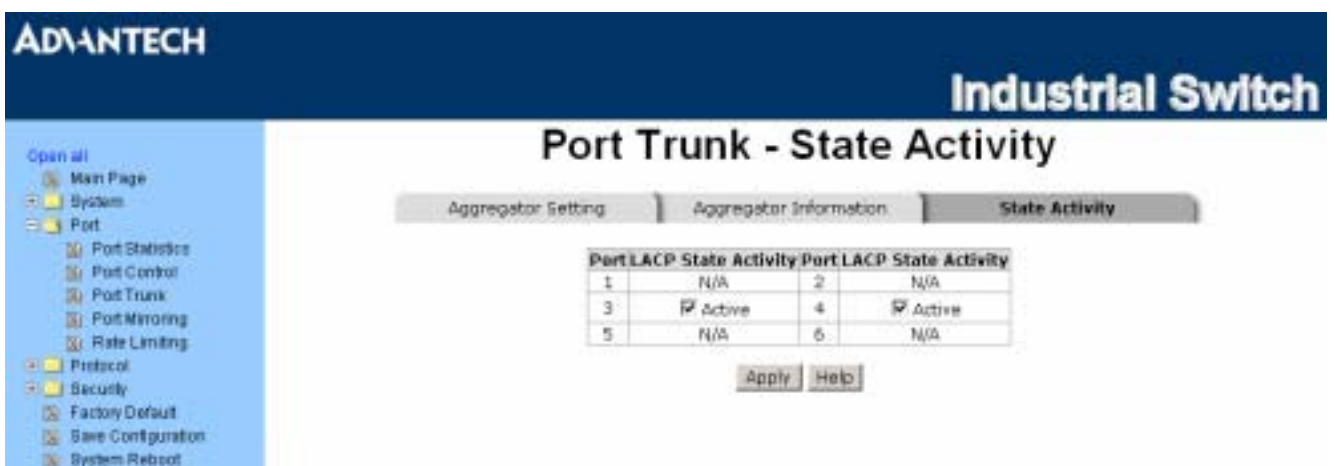 ADVANTECH
Industrial Switch
Open all
Main Page
System
Port
Port Statistics
Port Control
Port Trunk
Port Mirroring
Rate Limiting
Protocol
Security
Factory Default
Save Configuration
System Reboot
Port Trunk - State Activity
Aggregator Setting Aggregator Information State Activity
Port LACP State Activity Port LACP State Activity
1 N/A 2 N/A
3 Active 4 Active
5 N/A 6 N/A
Apply Help